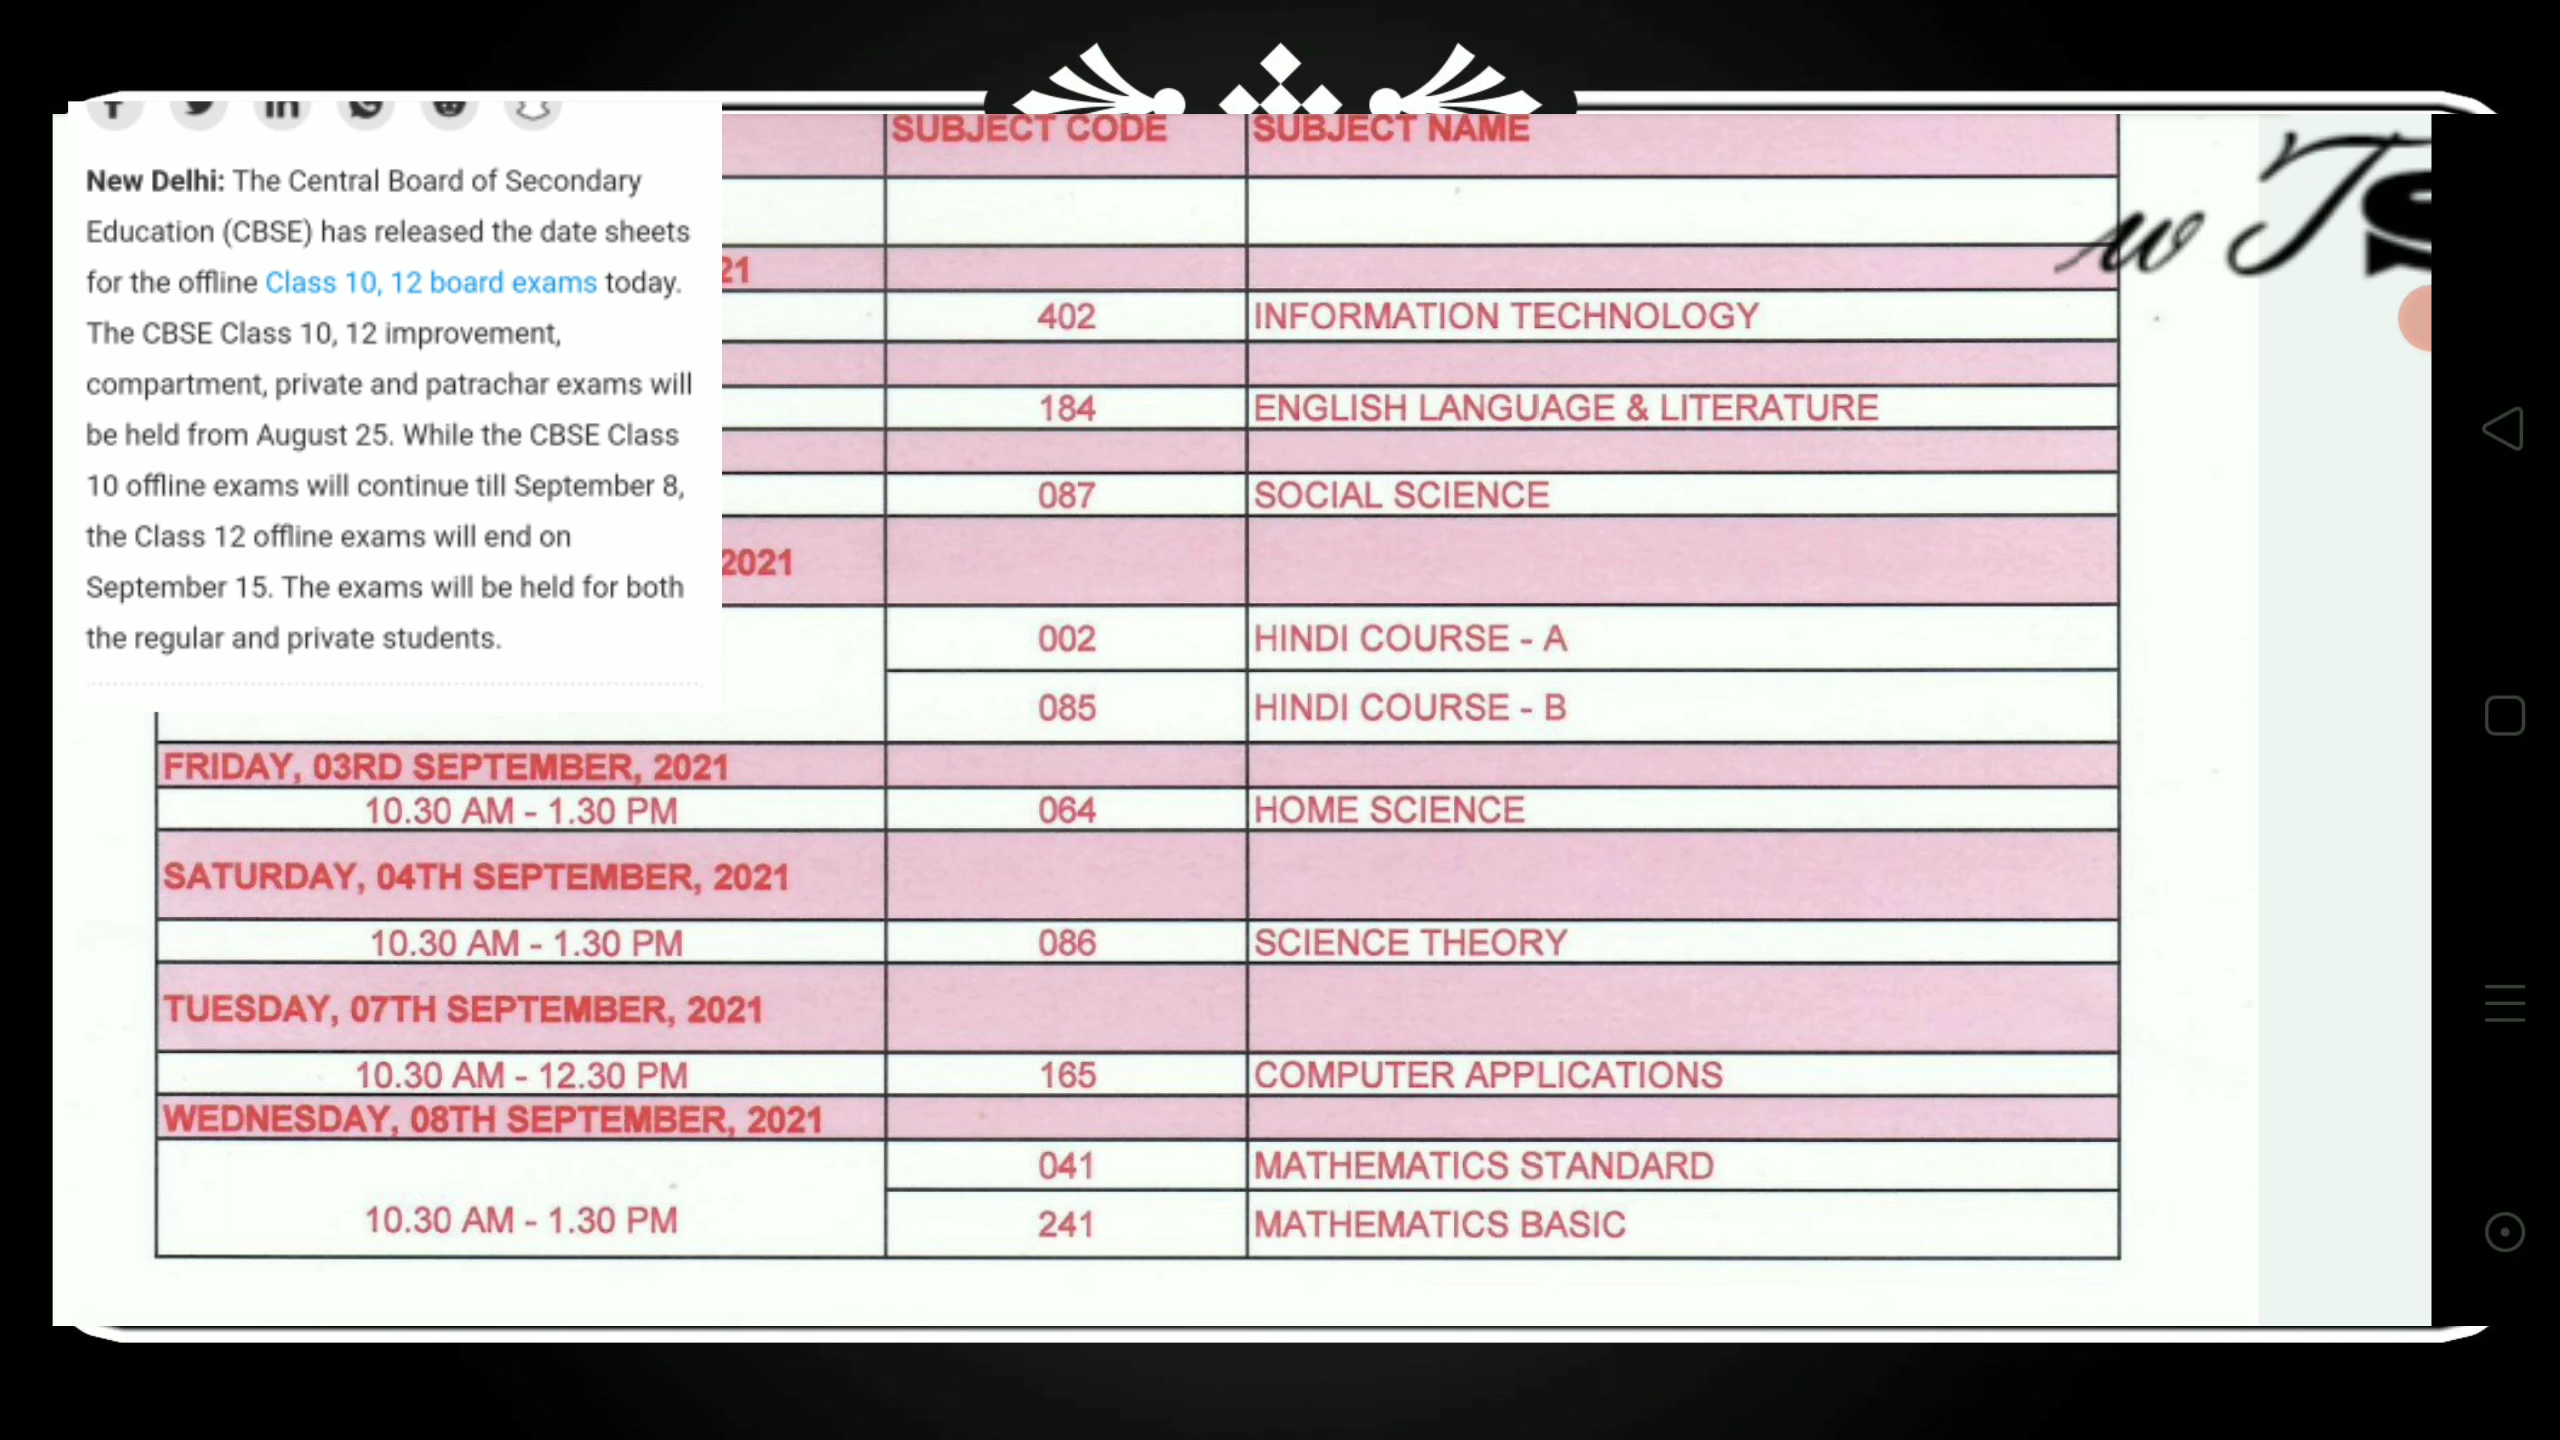 New Delhi: The Central Board of Secondary
Education (CBSE) has released the date sheets
for the offline Class 10, 12 board exams today.
The CBSE Class 10, 12 improvement,
compartment, private and patrachar exams will
be held from August 25. While the CBSE Class
10 offline exams will continue till September 8,
the Class 12 offline exams will end on
September 15. The exams will be held for both
the regular and private students.
SUBJECT CODE SUBJECT NAME
21
402 INFORMATION TECHNOLOGY
184 ENGLISH LANGUAGE & LITERATURE
087 SOCIAL SCIENCE
2021
002 HINDI COURSE - A
085 HINDI COURSE - B
FRIDAY, 03RD SEPTEMBER, 2021
10.30 AM - 1.30 PM 064 HOME SCIENCE
SATURDAY, 04TH SEPTEMBER, 2021
10.30 AM - 1.30 PM 086 SCIENCE THEORY
TUESDAY, 07TH SEPTEMBER, 2021
10.30 AM - 12.30 PM 165 COMPUTER APPLICATIONS
WEDNESDAY, 08TH SEPTEMBER, 2021
041 MATHEMATICS STANDARD
10.30 AM - 1.30 PM
241 MATHEMATICS BASIC